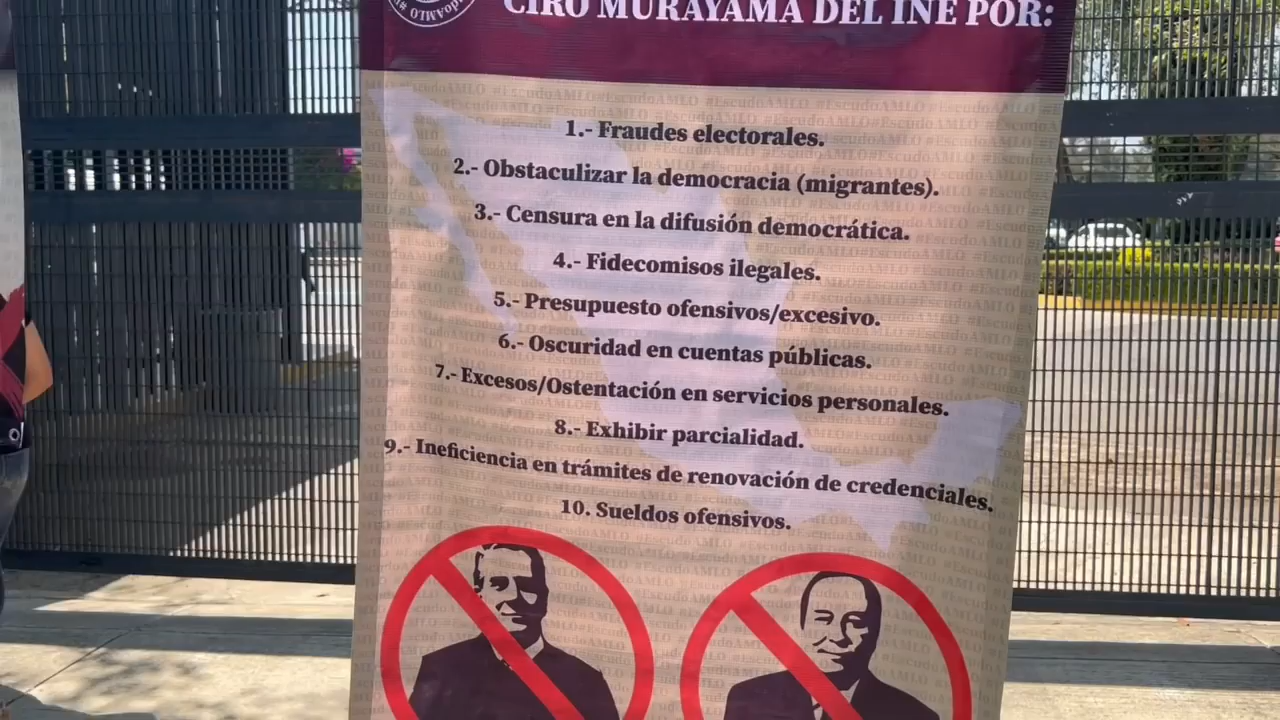 udoAMLO #
CIRO MURAYAMA DEL INE POR:
1.- Fraudes electorales.
2.- Obstaculizar la democracia (migrantes).
3.- Censura en la difusión democrática.
4.- Fidecomisos ilegales.
5.- Presupuesto ofensivos/excesivo.
6.- Oscuridad en cuentas públicas.
7.- Excesos/Ostentación en servicios personales.
8.- Exhibir parcialidad.
9.- Ineficiencia en trámites de renovación de credenciales.
10. Sueldos ofensivos.
#EscudoAMLO